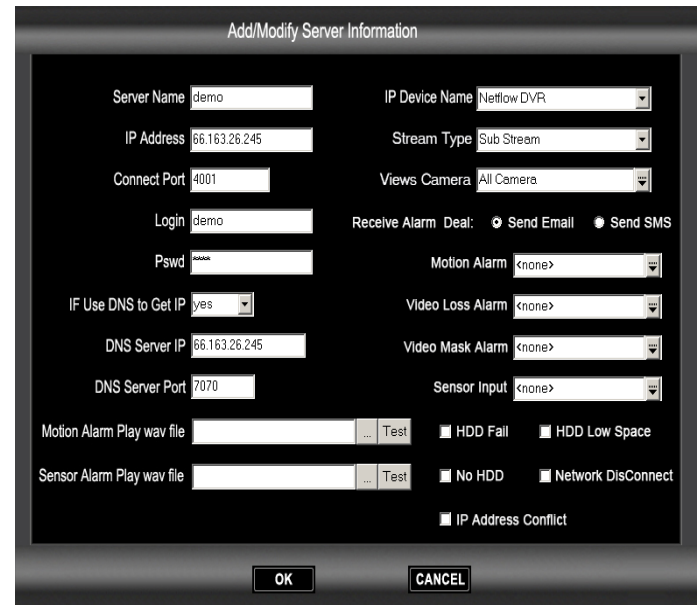 Add/Modify Server Information
Server Name demo
IP Device Name Netflow DVR
IP Address 66.163.26.245
Stream Type Sub Stream
Connect Port 4001
Views Camera All Camera
Login demo
Receive Alarm Deal: Send Email Send SMS
Pswd ****
Motion Alarm <none>
IF Use DNS to Get IP yes
Video Loss Alarm <none>
DNS Server IP 66.163.26.245
Video Mask Alarm <none>
DNS Server Port 7070
Sensor Input <none>
Motion Alarm Play wav file ... Test
HDD Fail HDD Low Space
Sensor Alarm Play wav file ... Test
No HDD Network DisConnect
IP Address Conflict
OK CANCEL